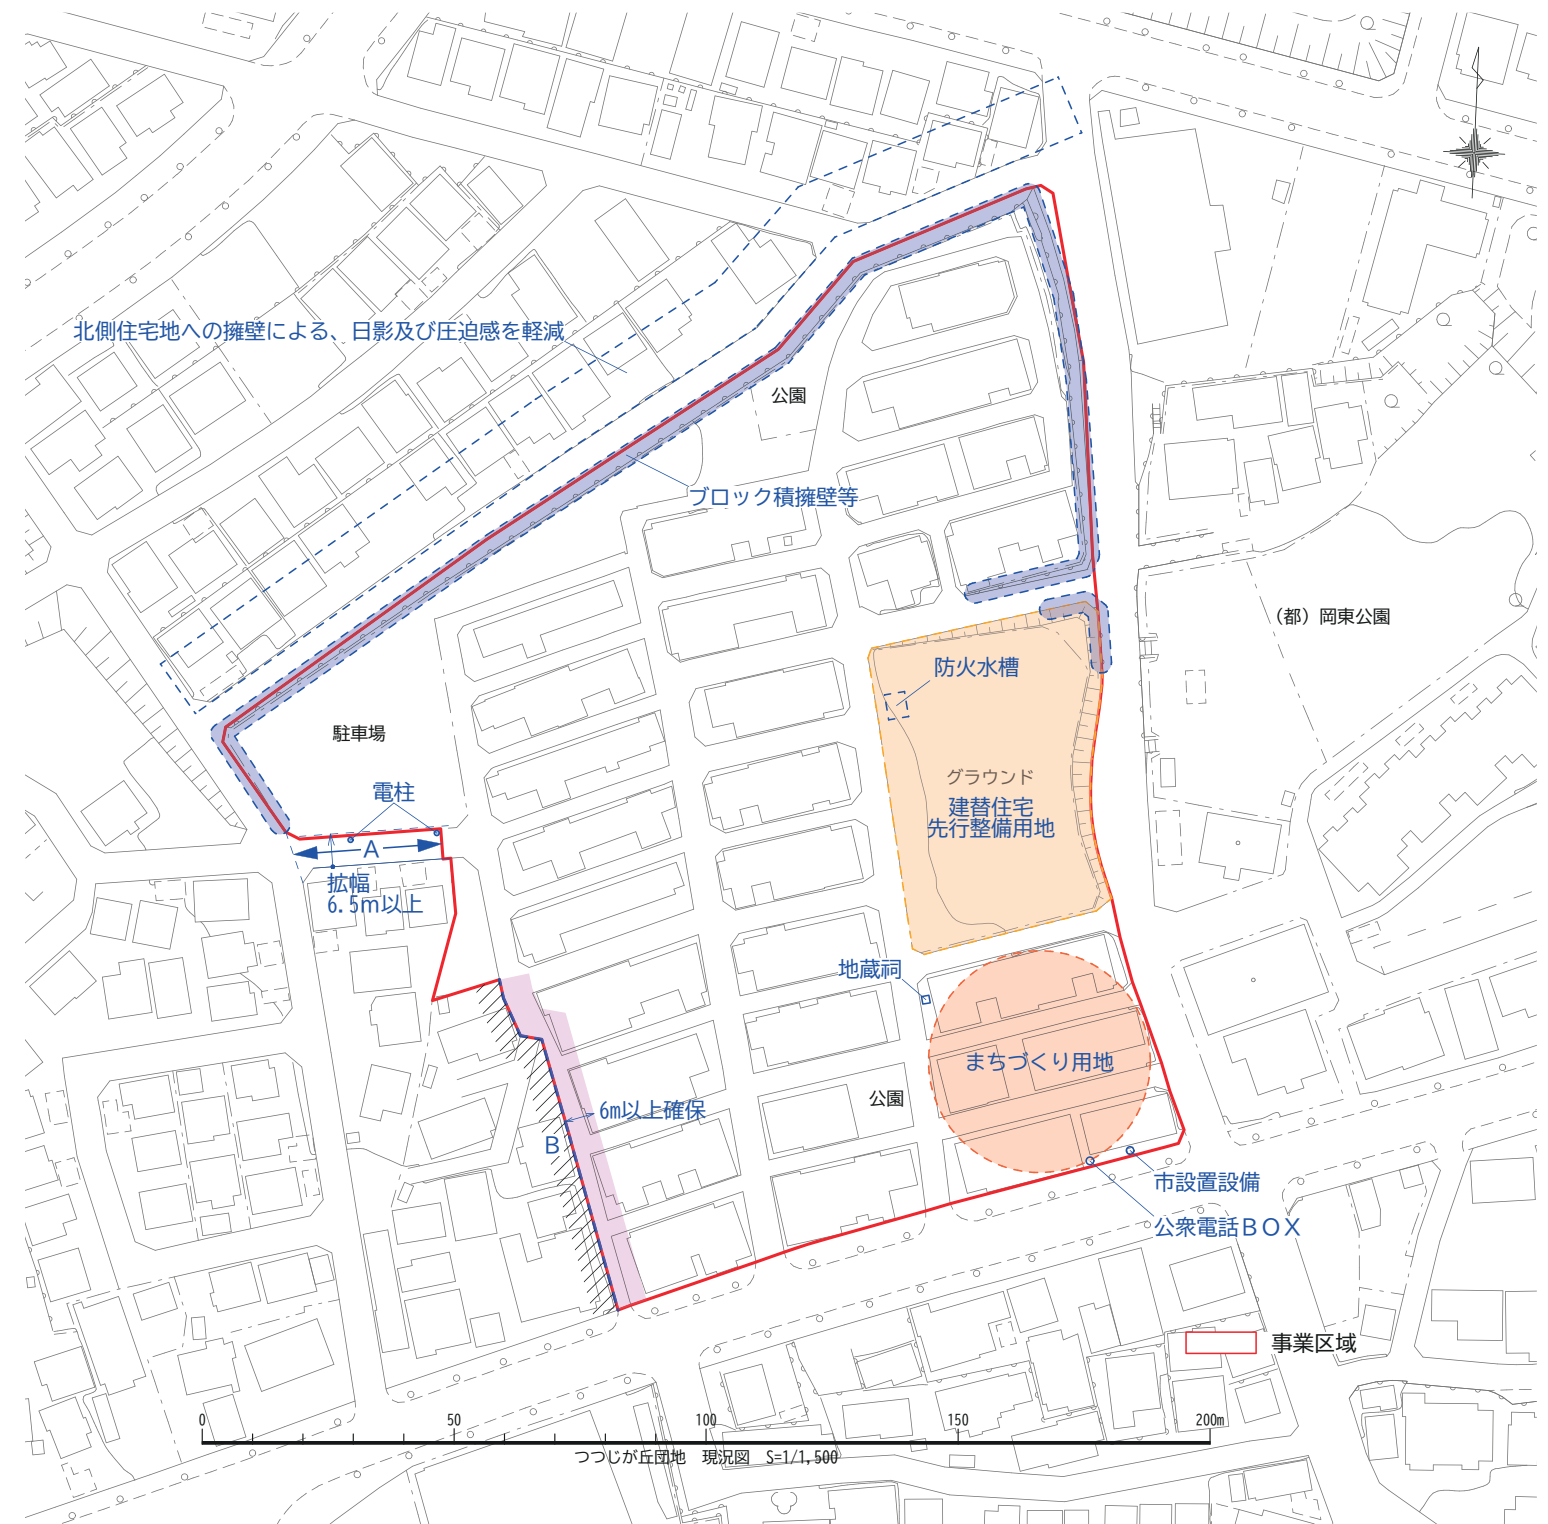 北側住宅地への擁壁による、日影及び圧迫感を軽減
公園
ブロック積擁壁等
（都）岡東公園
防火水槽
駐車場
グラウンド
建替住宅
先行整備用地
電柱
A
拡幅
6.5m以上
地蔵祠
まちづくり用地
公園
6m以上確保
B
市設置設備
公衆電話BOX
事業区域
0 50 100 150 200m
つつじが丘団地　現況図　S=1/1,500